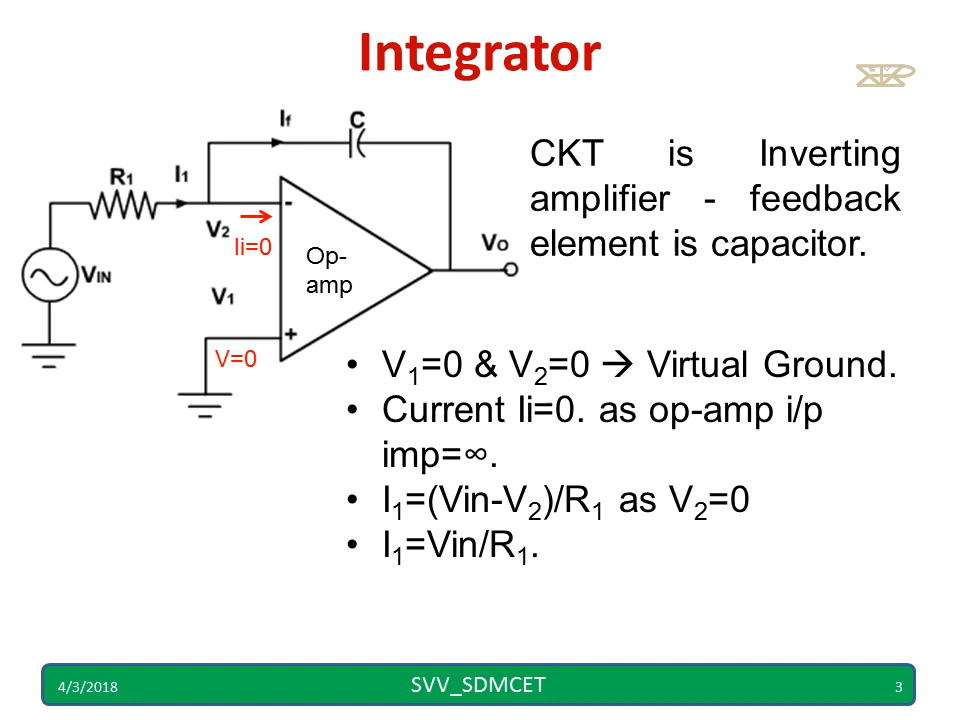 Integrator
If
C
R1
I1
V2
Ii=0
VIN
V1
V=0
-
+
Op-
amp
Vo
CKT is Inverting
amplifier - feedback
element is capacitor.
• V1=0 & V2=0 → Virtual Ground.
• Current Ii=0. as op-amp i/p
imp=∞.
• I1=(Vin-V2)/R1 as V2=0
• I1=Vin/R1.
4/3/2018
SVV_SDMCET
3